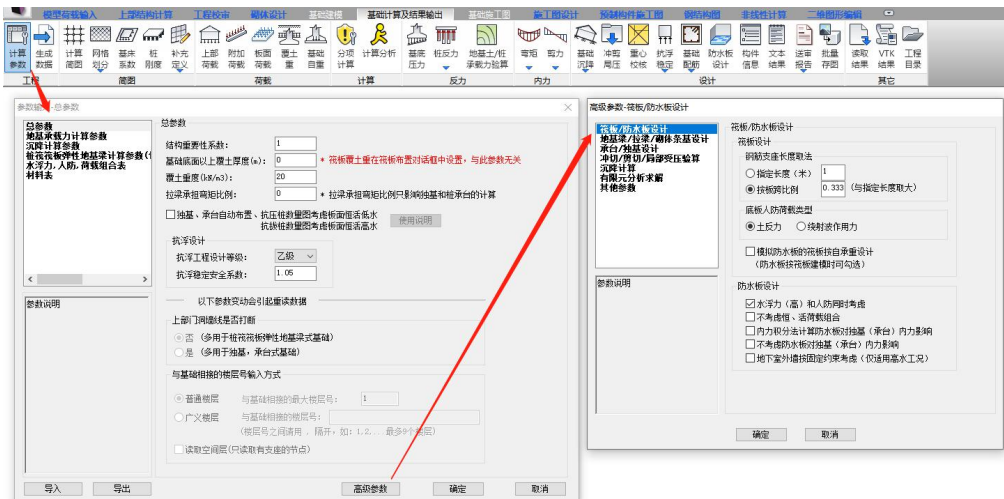 模型荷载输入 上部结构计算 工程校审 砌体设计 基础建模 基础计算及结果输出 基础施工图 施工图设计 预制构件施工图 钢结构图 非线性计算 二维图形编辑
计算参数 生成数据 计算简图 网格划分 基床系数 桩刚度 补充定义 上部荷载 附加荷载 板面荷载 覆土重 基础自重 分项计算 计算分析 基底压力 桩反力 地基土/桩承载力验算 弯矩 剪力 基础沉降 冲剪局压 重心校核 抗浮稳定 基础配筋 防水板设计 构件信息 文本结果 送审报告 批量存图 读取结果 VTK结果 工程目录
工程 简图 荷载 计算 反力 内力 设计 其它
总参数
地基承载力计算参数
沉降计算参数
桩筏筏板弹性地基梁计算参数(
水浮力,人防,荷载组合表
材料表
参数说明
导入 导出
总参数
结构重要性系数: 1
基础底面以上覆土厚度(m): 0 * 筏板覆土重在筏板布置对话框中设置,与此参数无关
覆土重度(kN/m3): 20
拉梁承担弯矩比例: 0 * 拉梁承担弯矩比例只影响独基和桩承台的计算
独基、承台自动布置、抗压桩数量图考虑板面恒活低水
抗拔桩数量图考虑板面恒活高水 使用说明
抗浮设计
抗浮工程设计等级: 乙级
抗浮稳定安全系数: 1.05
以下参数变动会引起重读数据
上部门洞墙线是否打断
否 (多用于桩筏筏板弹性地基梁式基础)
是 (多用于独基,承台式基础)
与基础相接的楼层号输入方式
普通楼层 与基础相接的最大楼层号: 1
广义楼层 与基础相接的楼层号:
(楼层号之间请用 , 隔开,如: 1,2... 最多9个楼层)
读取空间层(只读取有支座的节点)
高级参数 确定 取消
高级参数-筏板/防水板设计
筏板/防水板设计
地基梁/拉梁/砌体条基设计
承台/独基设计
冲切/剪切/局部受压验算
沉降计算
有限元分析求解
其他参数
参数说明
筏板/防水板设计
筏板设计
钢筋支座长度取法
指定长度 (米) 1
按板跨比例 0.333 (与指定长度取大)
底板人防荷载类型
土反力 绕射波作用力
模拟防水板的筏板按自承重设计
(防水板按筏板建模时可勾选)
防水板设计
水浮力 (高) 和人防同时考虑
不考虑恒、活荷载组合
内力积分法计算防水板对独基 (承台) 内力影响
不考虑防水板对独基 (承台) 内力影响
地下室外墙按固定约束考虑 (仅适用高水工况)
确定 取消